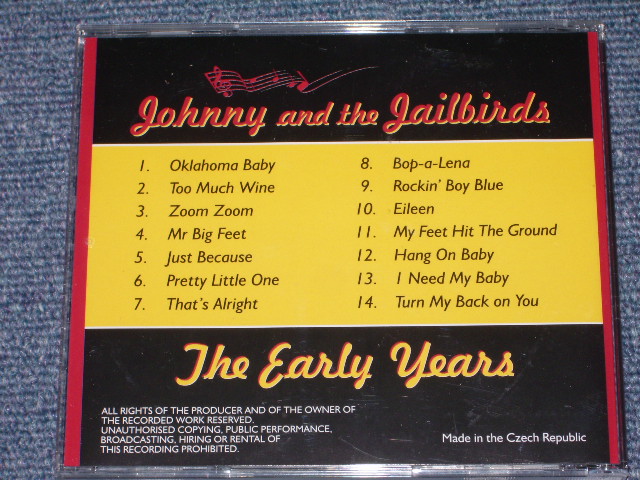 Johnny and the Jailbirds
1. Oklahoma Baby
2. Too Much Wine
3. Zoom Zoom
4. Mr Big Feet
5. Just Because
6. Pretty Little One
7. That's Alright
8. Bop-a-Lena
9. Rockin' Boy Blue
10. Eileen
11. My Feet Hit The Ground
12. Hang On Baby
13. I Need My Baby
14. Turn My Back on You
The Early Years
ALL RIGHTS OF THE PRODUCER AND OF THE OWNER OF
THE RECORDED WORK RESERVED.
UNAUTHORISED COPYING, PUBLIC PERFORMANCE,
BROADCASTING, HIRING OR RENTAL OF
THIS RECORDING PROHIBITED.
Made in the Czech Republic